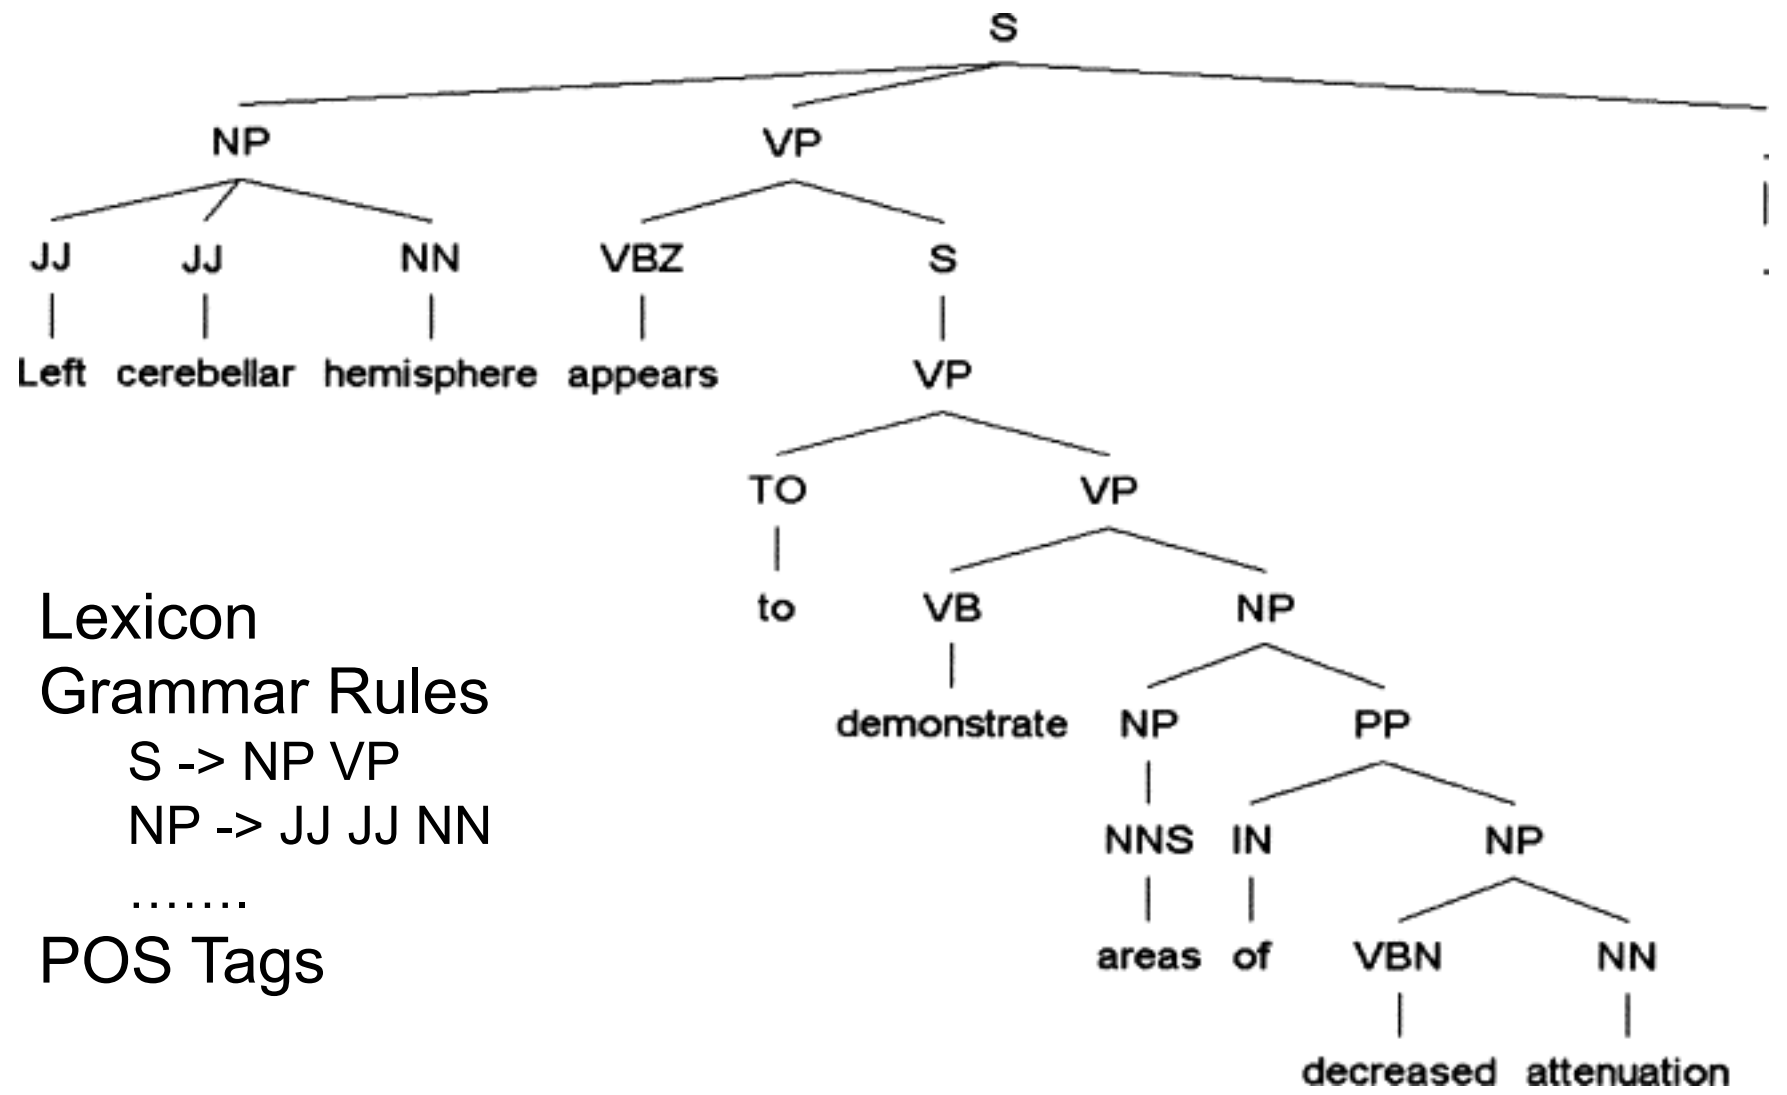 S
NP VP
.
JJ JJ NN VBZ S
.
Left cerebellar hemisphere appears VP
TO VP
to VB NP
Lexicon
Grammar Rules
demonstrate NP PP
S -> NP VP
NP -> JJ JJ NN
NNS IN NP
.......
POS Tags
areas of VBN NN
decreased attenuation